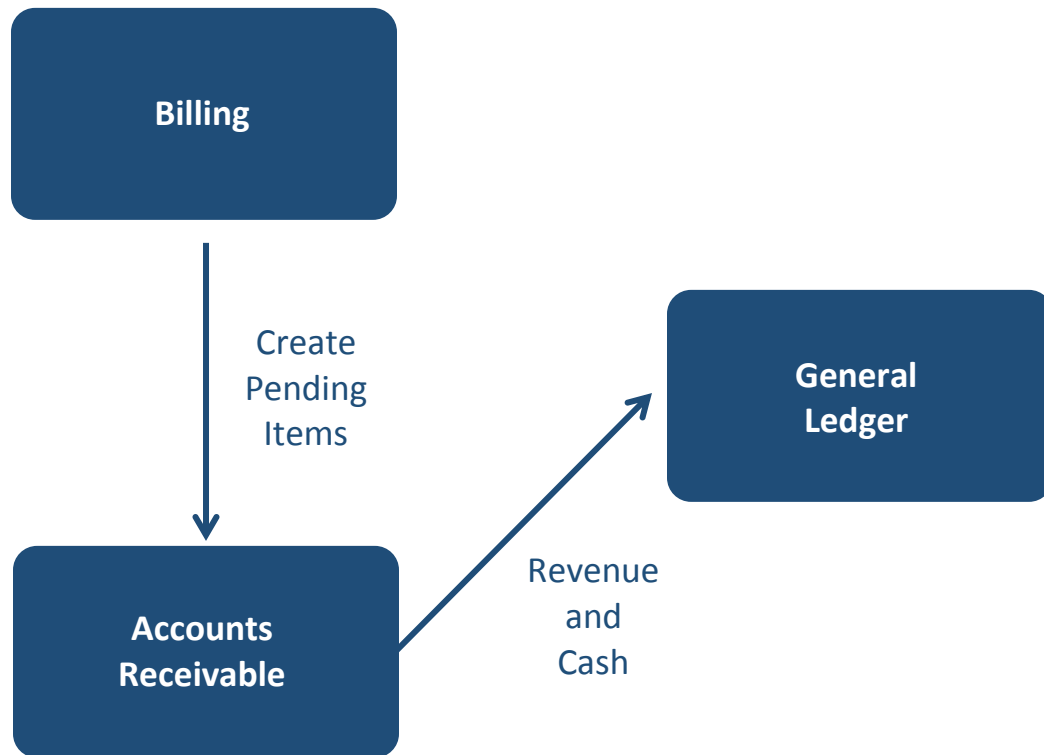 Billing
Create
Pending
Items
General
Ledger
Revenue
and
Cash
Accounts
Receivable